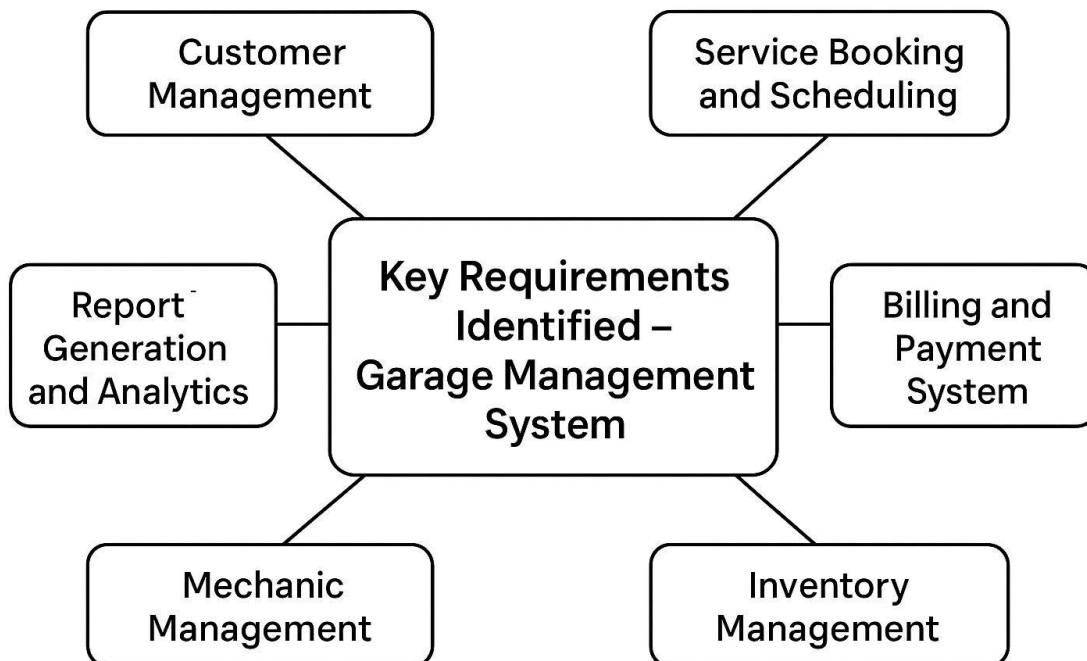 Customer
Management
Service Booking
and Scheduling
Key Requirements
Identified –
Garage Management
System
Report -
Generation
and Analytics
Billing and
Payment
System
Mechanic
Management
Inventory
Management